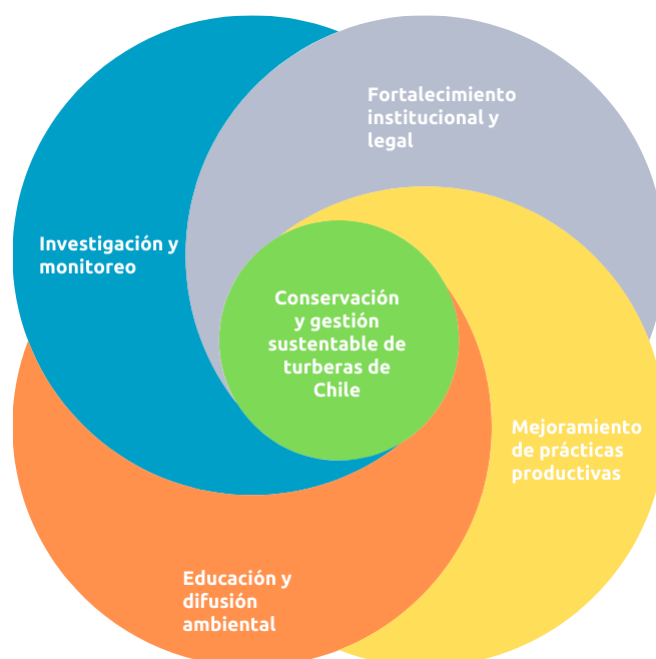 Fortalecimiento
institucional y
legal
Investigación y
monitoreo
Conservación
y gestión
sustentable de
turberas de
Chile
Mejoramiento
de prácticas
productivas
Educación y
difusión
ambiental